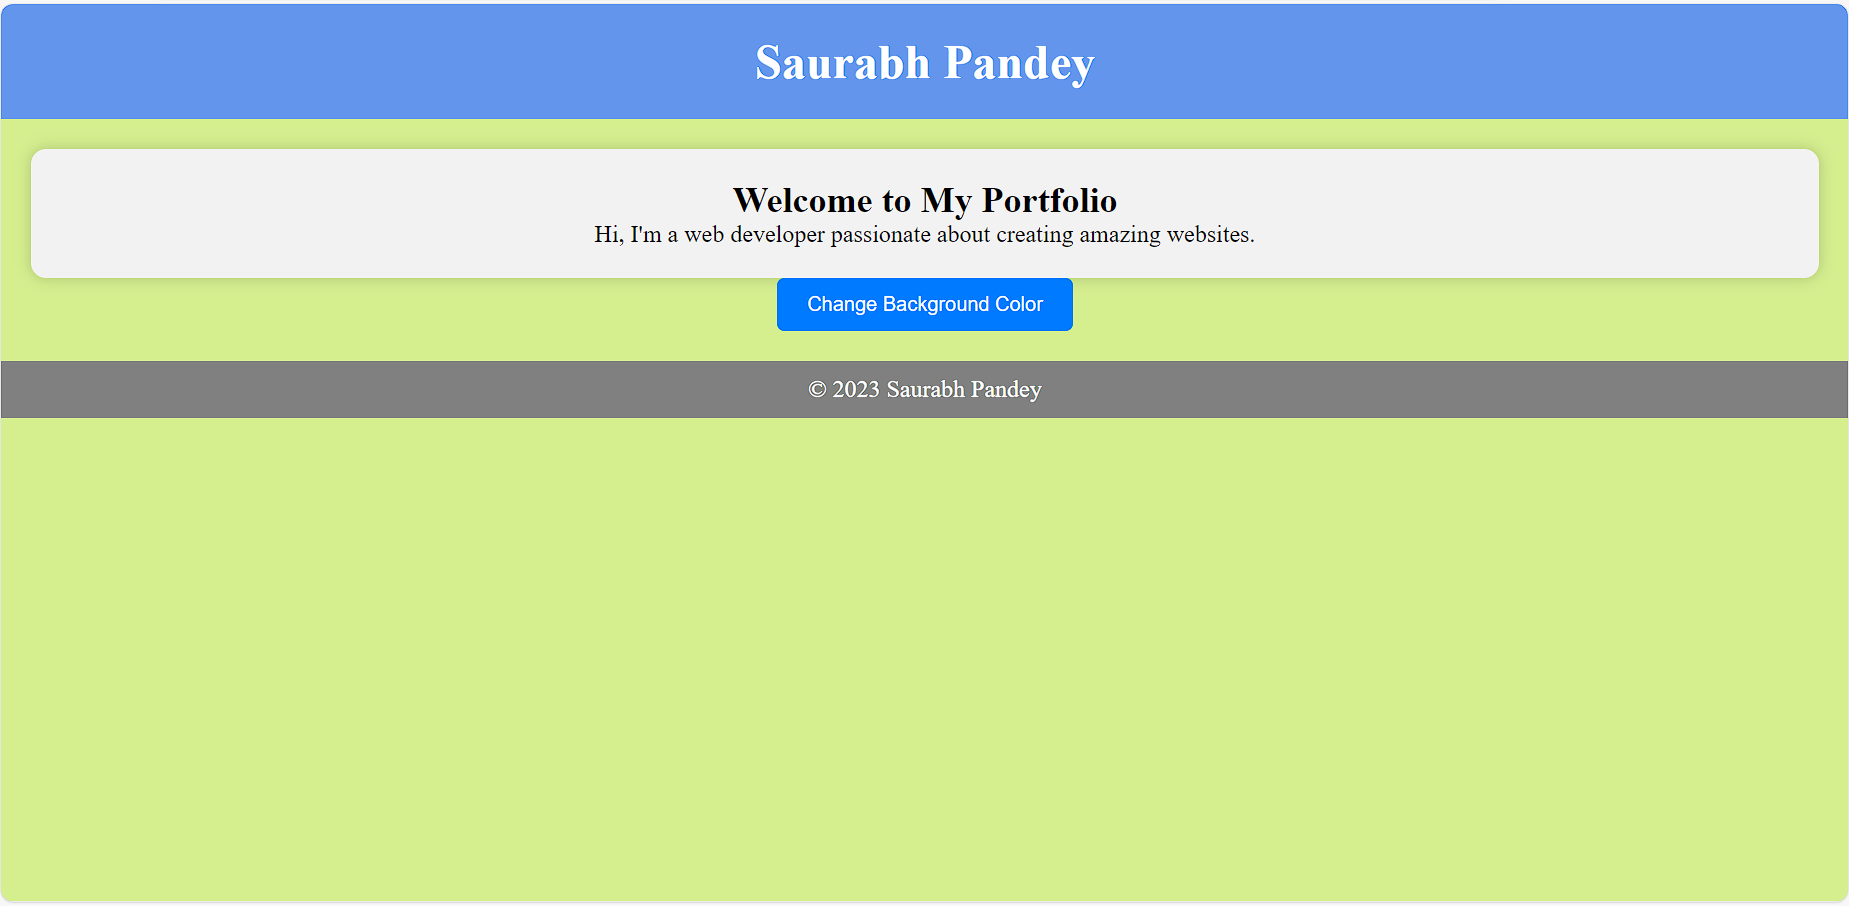 Saurabh Pandey
Welcome to My Portfolio
Hi, I'm a web developer passionate about creating amazing websites.
Change Background Color
© 2023 Saurabh Pandey